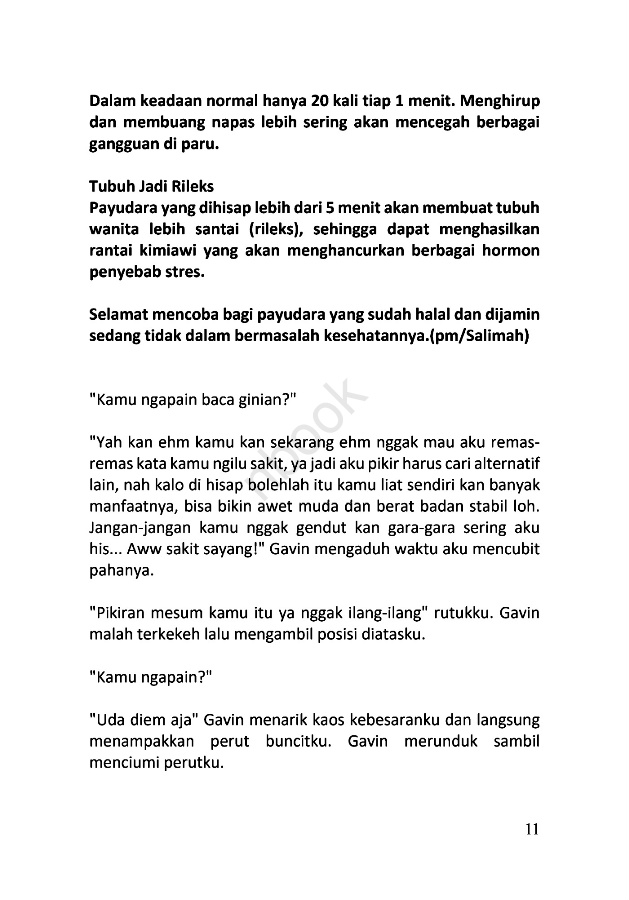 Dalam keadaan normal hanya 20 kali tiap 1 menit. Menghirup
dan membuang napas lebih sering akan mencegah berbagai
gangguan di paru.
Tubuh Jadi Rileks
Payudara yang dihisap lebih dari 5 menit akan membuat tubuh
wanita lebih santai (rileks), sehingga dapat menghasilkan
rantai kimiawi yang akan menghancurkan berbagai hormon
penyebab stres.
Selamat mencoba bagi payudara yang sudah halal dan dijamin
sedang tidak dalam bermasalah kesehatannya.(pm/Salimah)
"Kamu ngapain baca ginian?"
"Yah kan ehm kamu kan sekarang ehm nggak mau aku remas-
remas kata kamu ngilu sakit, ya jadi aku pikir harus cari alternatif
lain, nah kalo di hisap bolehlah itu kamu liat sendiri kan banyak
manfaatnya, bisa bikin awet muda dan berat badan stabil loh.
Jangan-jangan kamu nggak gendut kan gara-gara sering aku
his... Aww sakit sayang!" Gavin mengaduh waktu aku mencubit
pahanya.
"Pikiran mesum kamu itu ya nggak ilang-ilang" rutukku. Gavin
malah terkekeh lalu mengambil posisi diatasku.
"Kamu ngapain?"
"Uda diem aja" Gavin menarik kaos kebesaranku dan langsung
menampakkan perut buncitku. Gavin merunduk sambil
menciumi perutku.
11